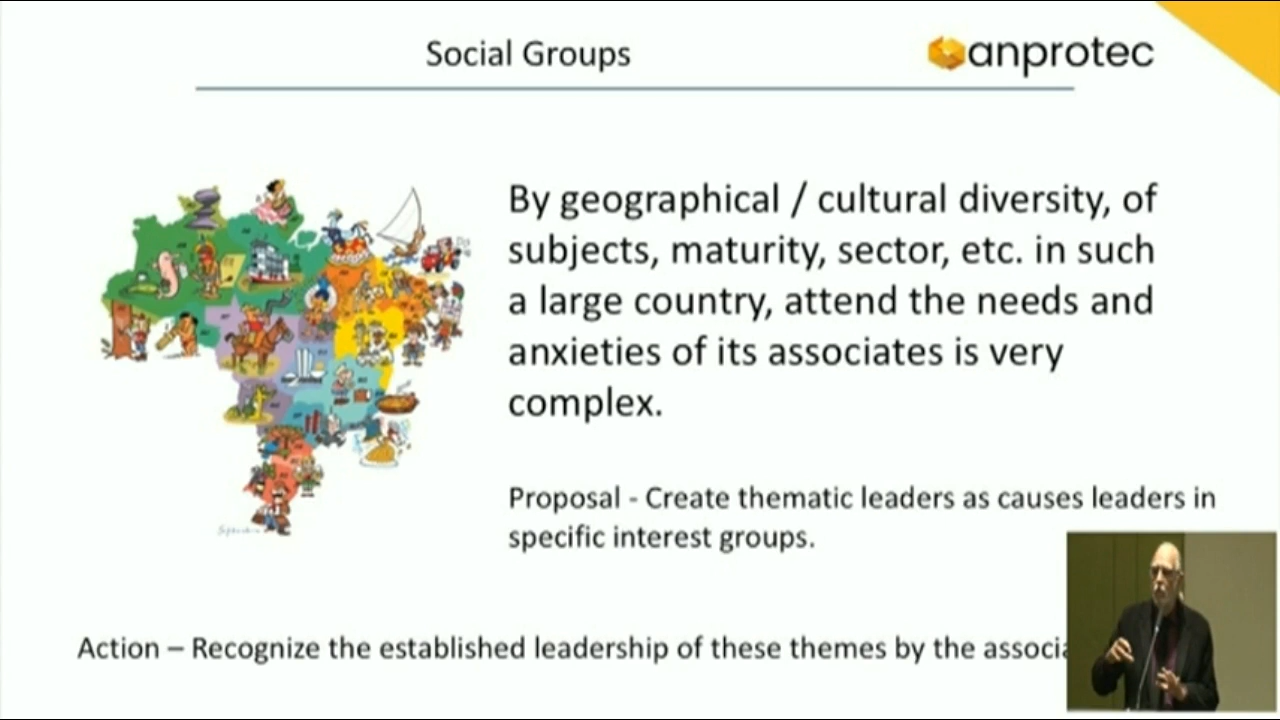 Social Groups
anprotec
By geographical / cultural diversity, of
subjects, maturity, sector, etc. in such
a large country, attend the needs and
anxieties of its associates is very
complex.
Proposal - Create thematic leaders as causes leaders in
specific interest groups.
Action – Recognize the established leadership of these themes by the